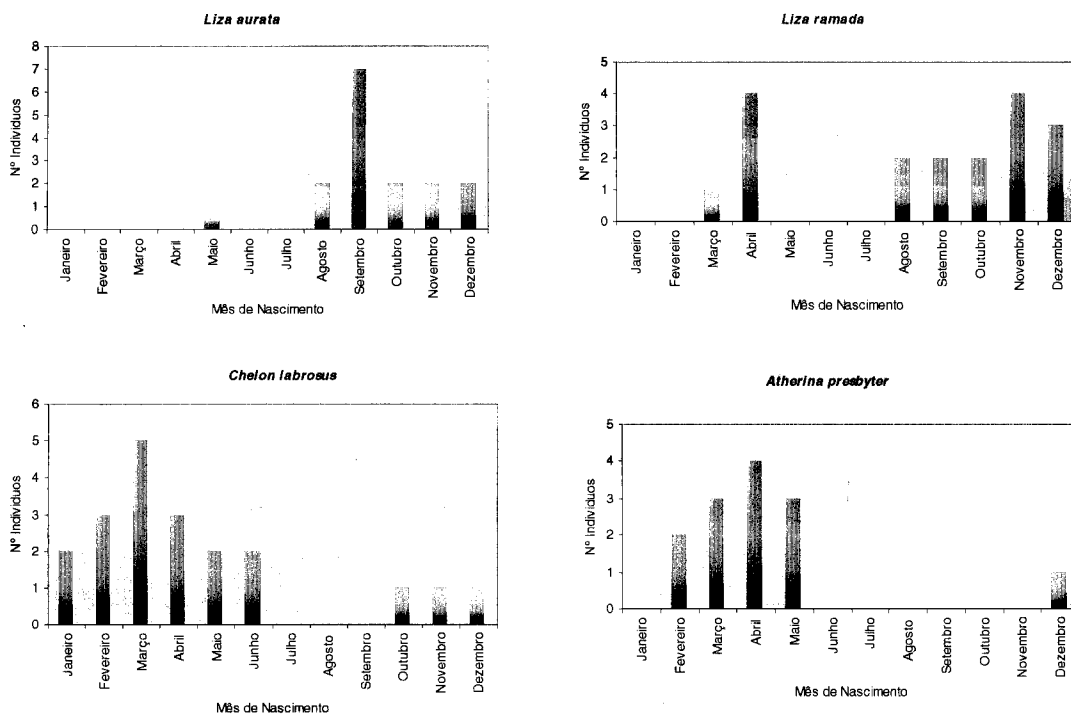 Liza aurata
Nº Indivíduos
8
7
6
5
4
3
2
1
0
Janeiro
Fevereiro
Março
Abril
Maio
Junho
Julho
Agosto
Setembro
Outubro
Novembro
Dezembro
Mês de Nascimento
Liza ramada
Nº Indivíduos
5
4
3
2
1
0
Janeiro
Fevereiro
Março
Abril
Maio
Junho
Julho
Agosto
Setembro
Outubro
Novembro
Dezembro
Mês de Nascimento
Chelon labrosus
Nº Indivíduos
6
5
4
3
2
1
0
Janeiro
Fevereiro
Março
Abril
Maio
Junho
Julho
Agosto
Setembro
Outubro
Novembro
Dezembro
Mês de Nascimento
Atherina presbyter
Nº Indivíduos
5
4
3
2
1
0
Janeiro
Fevereiro
Março
Abril
Maio
Junho
Julho
Agosto
Setembro
Outubro
Novembro
Dezembro
Mês de Nascimento